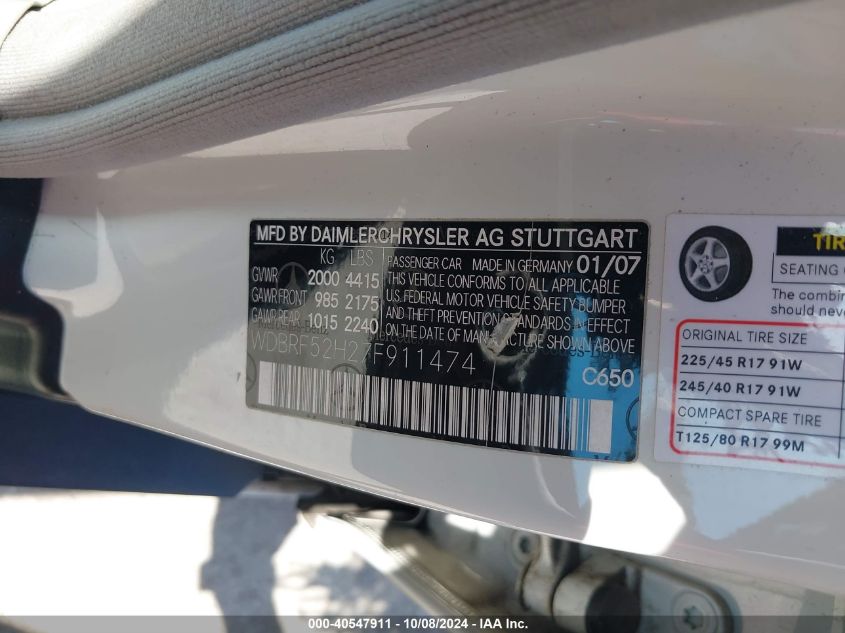 MFD BY DAIMLERCHRYSLER AG STUTTGART
KG LBS PASSENGER CAR MADE IN GERMANY 01/07
GVWR 2000 4415 THIS VEHICLE CONFORMS TO ALL APPLICABLE
GAWR FRONT 985 2175 U.S. FEDERAL MOTOR VEHICLE SAFETY BUMPER
GAWR REAR 1015 2240 AND THEFT PREVENTION STANDARDS IN EFFECT
ON THE DATE OF MANUFACTURE SHOWN ABOVE
WDBRF52H27F911474
C650
TIR
SEATING
The combin
should neve
ORIGINAL TIRE SIZE
225/45 R17 91W
245/40 R17 91W
COMPACT SPARE TIRE
T125/80 R17 99M
000-40547911 - 10/08/2024 - IAA Inc.